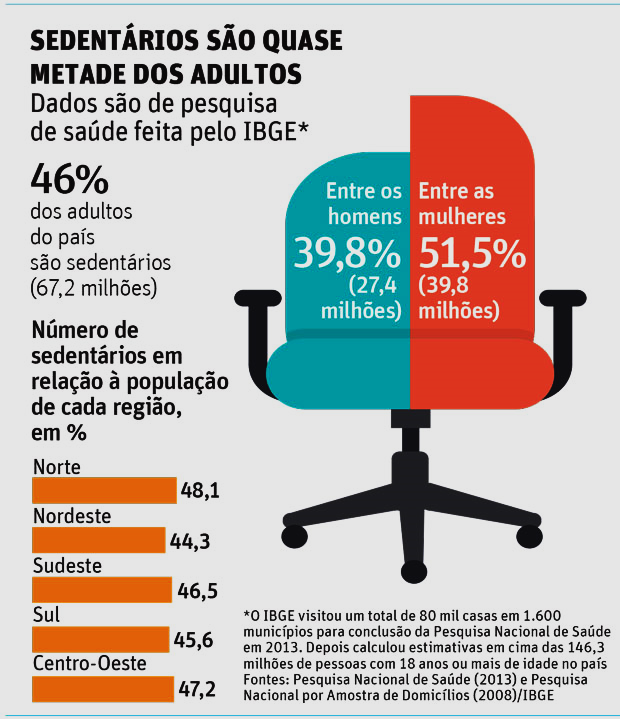 SEDENTÁRIOS SÃO QUASE
METADE DOS ADULTOS
Dados são de pesquisa
de saúde feita pelo IBGE*
46%
dos adultos
do país
são sedentários
(67,2 milhões)
Entre os
homens
39,8%
(27,4
milhões)
Entre as
mulheres
51,5%
(39,8
milhões)
Número de
sedentários em
relação à população
de cada região,
em %
Norte
48,1
Nordeste
44,3
Sudeste
46,5
Sul
45,6
Centro-Oeste
47,2
*O IBGE visitou um total de 80 mil casas em 1.600
municípios para conclusão da Pesquisa Nacional de Saúde
em 2013. Depois calculou estimativas em cima das 146,3
milhões de pessoas com 18 anos ou mais de idade no país
Fontes: Pesquisa Nacional de Saúde (2013) e Pesquisa
Nacional por Amostra de Domicílios (2008)/IBGE